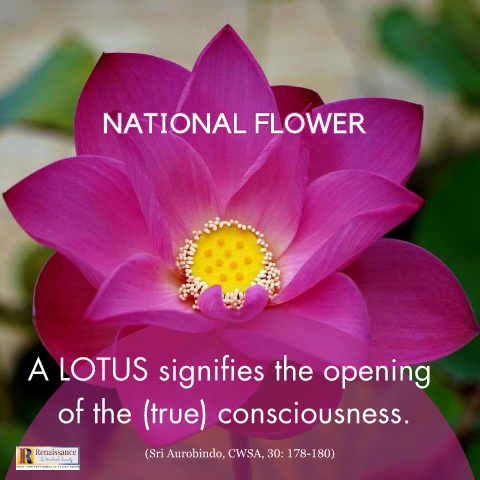 NATIONAL FLOWER
A LOTUS signifies the opening
of the (true) consciousness.
(Sri Aurobindo, CWSA, 30: 178-180)
Renaissance